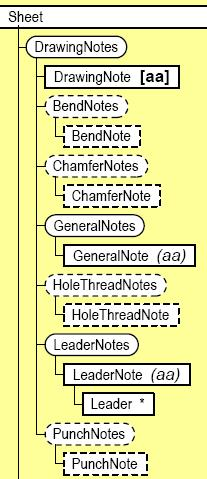 Sheet
DrawingNotes
DrawingNote [aa]
BendNotes
BendNote
ChamferNotes
ChamferNote
GeneralNotes
GeneralNote (aa)
HoleThreadNotes
HoleThreadNote
LeaderNotes
LeaderNote (aa)
Leader *
PunchNotes
PunchNote